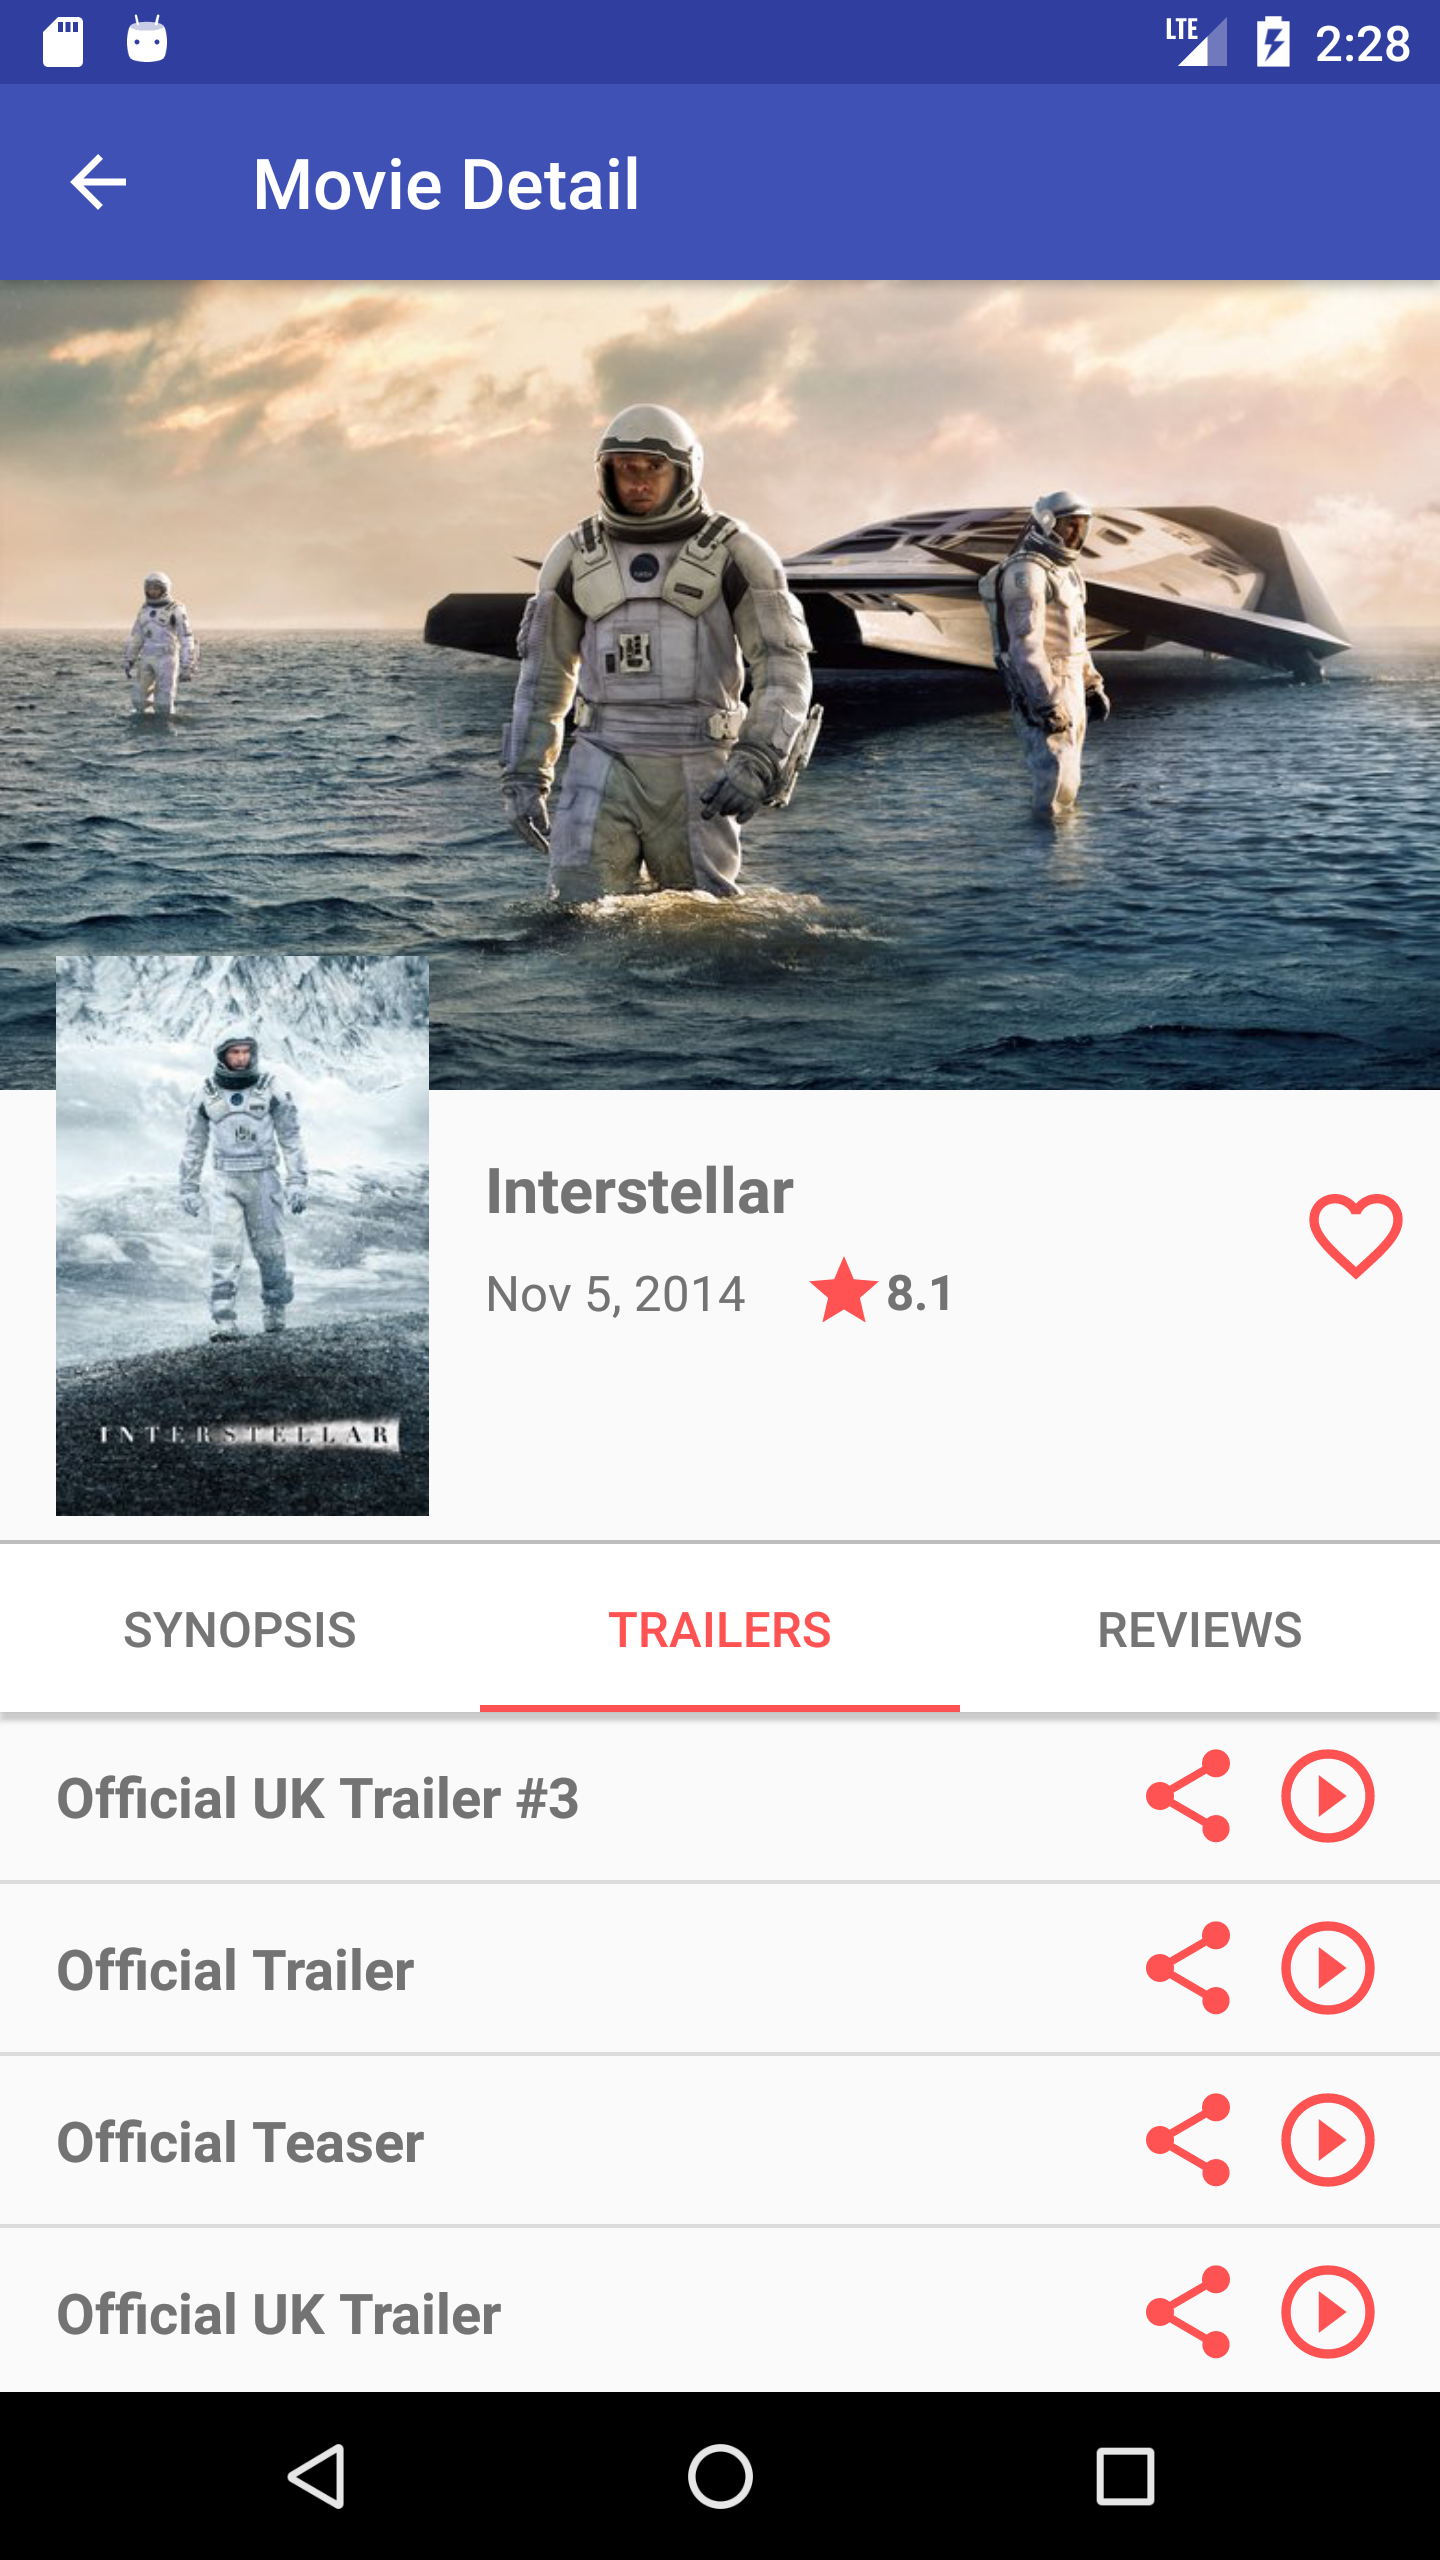 LTE 2:28
Movie Detail
Interstellar
Nov 5, 2014 8.1
INTERSTELLAR
SYNOPSIS TRAILERS REVIEWS
Official UK Trailer #3
Official Trailer
Official Teaser
Official UK Trailer